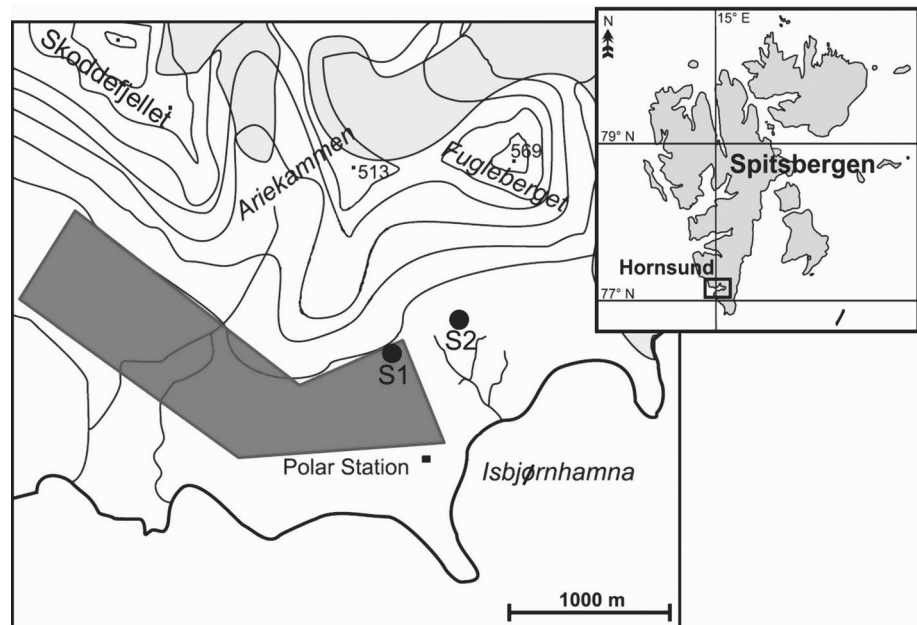 Skoddefjellet
Ariekammen
513
Fugleberget
569
S2
S1
Polar Station
Isbjørnhamna
1000 m
15° E
N
79° N
Spitsbergen
Hornsund
77° N